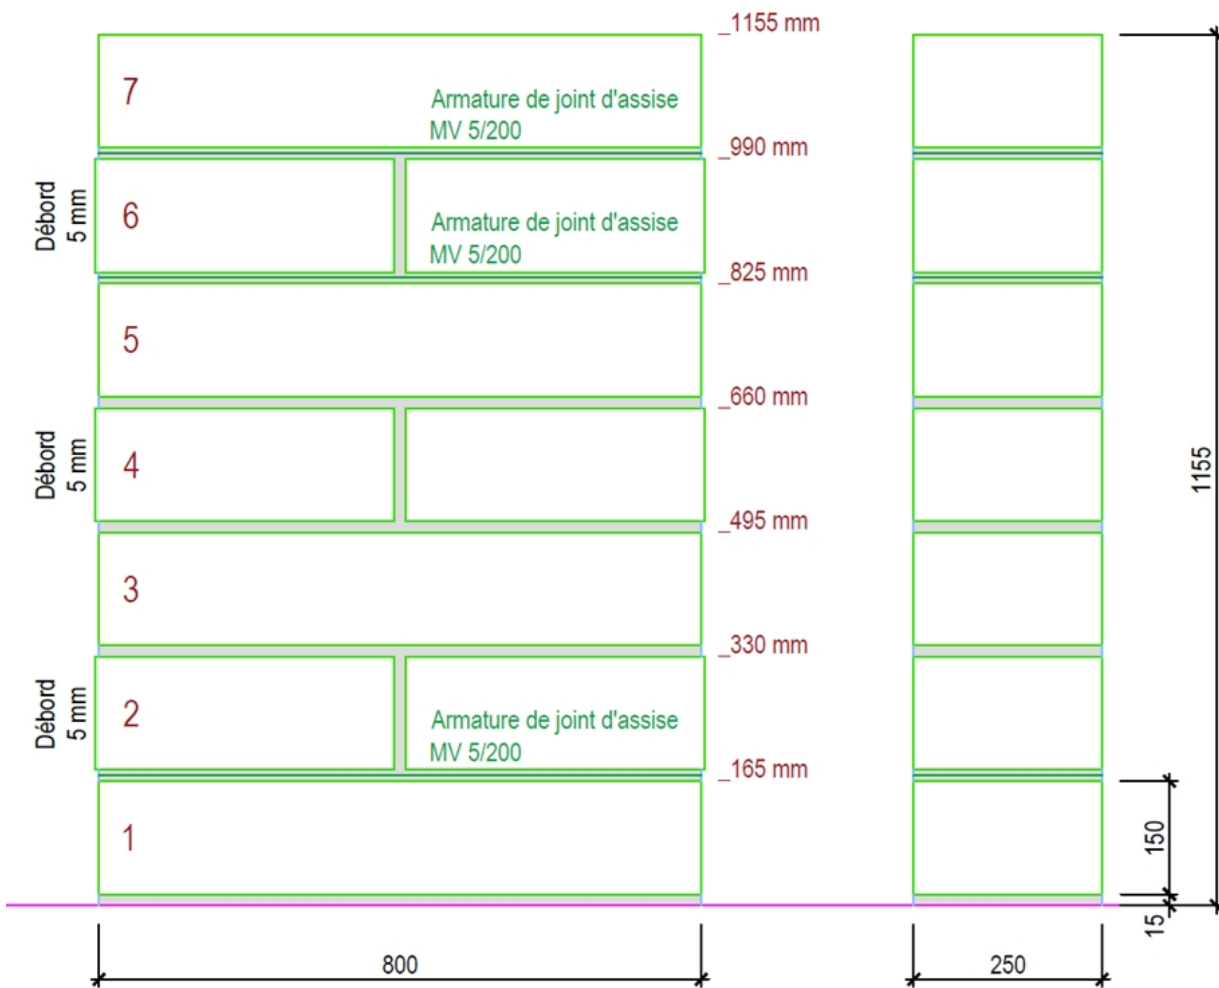 _1155 mm
7
Armature de joint d'assise
MV 5/200
_990 mm
Débord
5 mm
6
Armature de joint d'assise
MV 5/200
_825 mm
5
_660 mm
Débord
5 mm
4
1155
_495 mm
3
_330 mm
Débord
5 mm
2
Armature de joint d'assise
MV 5/200
_165 mm
1
150
15
800
250